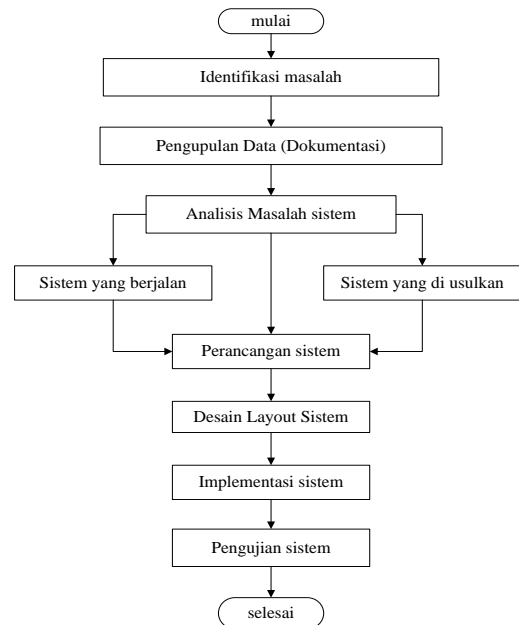 mulai
Identifikasi masalah
Pengupulan Data (Dokumentasi)
Analisis Masalah sistem
Sistem yang berjalan
Sistem yang di usulkan
Perancangan sistem
Desain Layout Sistem
Implementasi sistem
Pengujian sistem
selesai